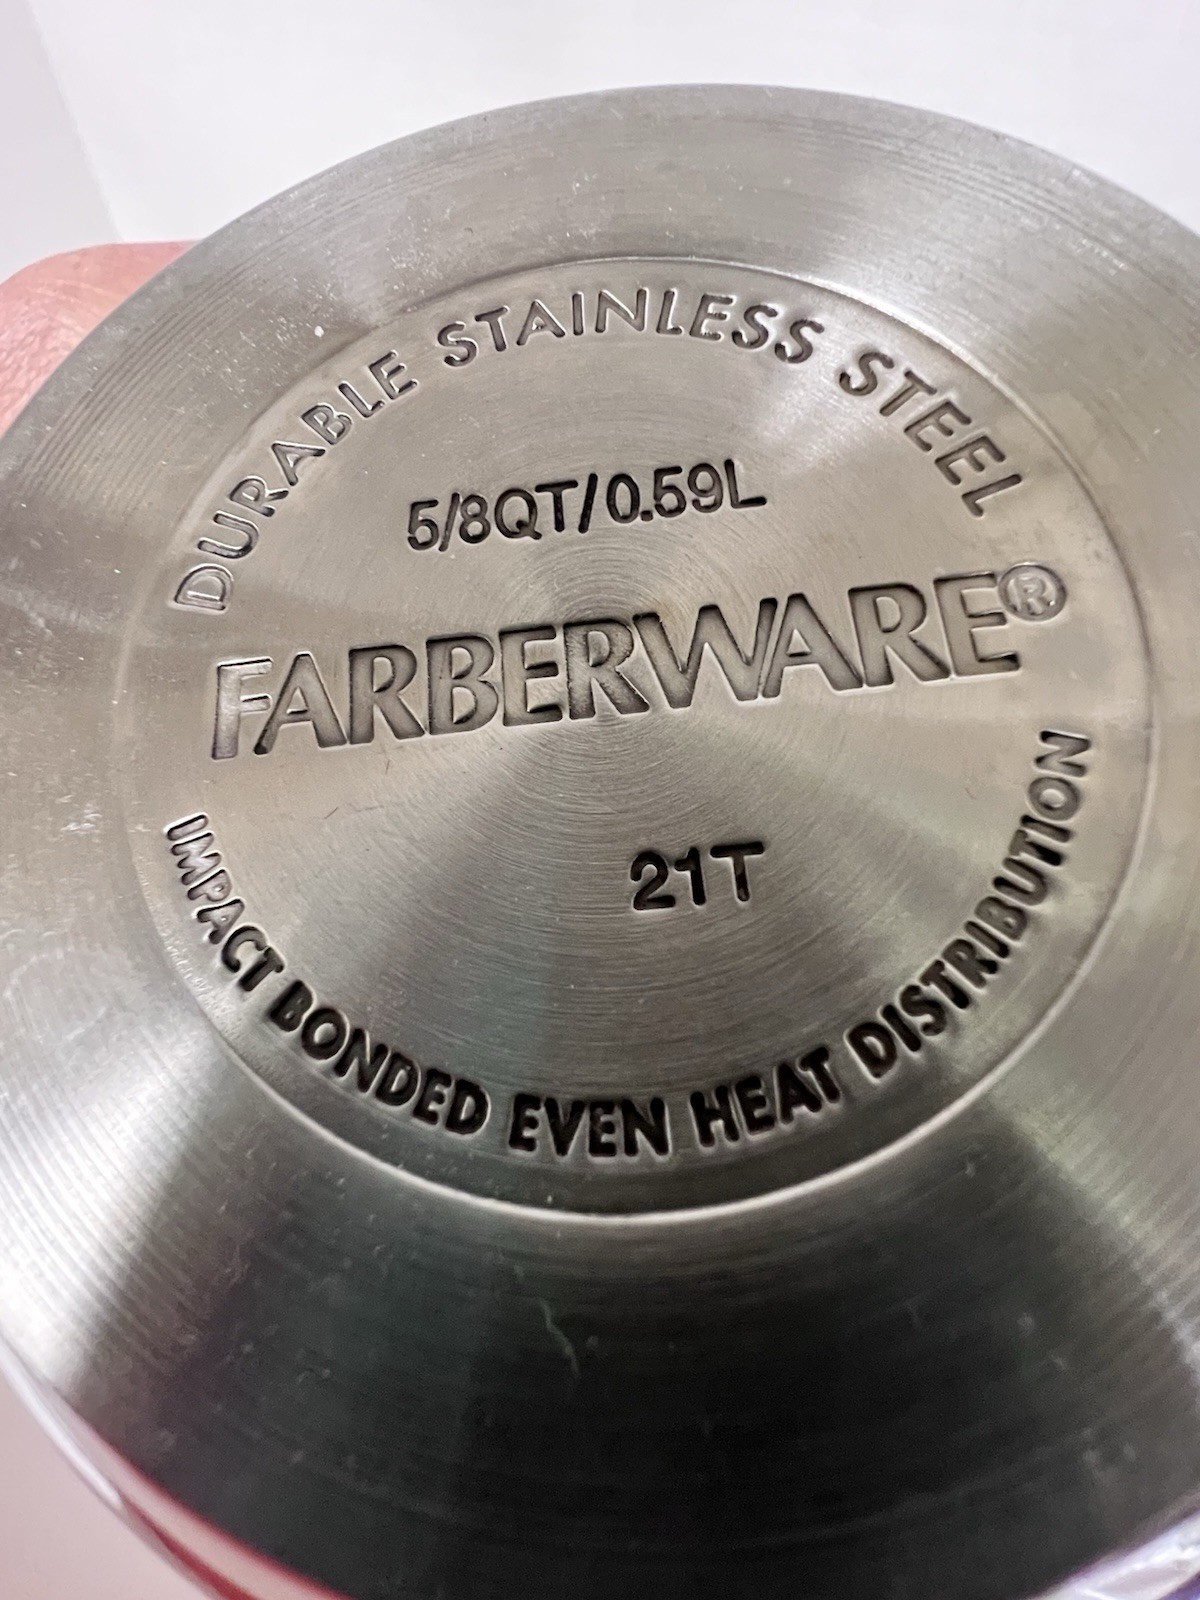 DURABLE STAINLESS STEEL
5/8QT/0.59L
FARBERWARE®
21T
IMPACT BONDED EVEN HEAT DISTRIBUTION